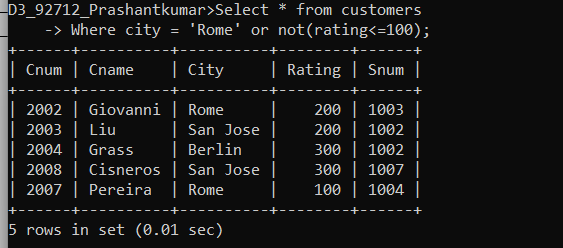 D3_92712_Prashantkumar>Select * from customers
    -> Where city = 'Rome' or not(rating<=100);
+------+----------+----------+--------+------+
| Cnum | Cname    | City     | Rating | Snum |
+------+----------+----------+--------+------+
| 2002 | Giovanni | Rome     |    200 | 1003 |
| 2003 | Liu      | San Jose |    200 | 1002 |
| 2004 | Grass    | Berlin   |    300 | 1002 |
| 2008 | Cisneros | San Jose |    300 | 1007 |
| 2007 | Pereira  | Rome     |    100 | 1004 |
+------+----------+----------+--------+------+
5 rows in set (0.01 sec)